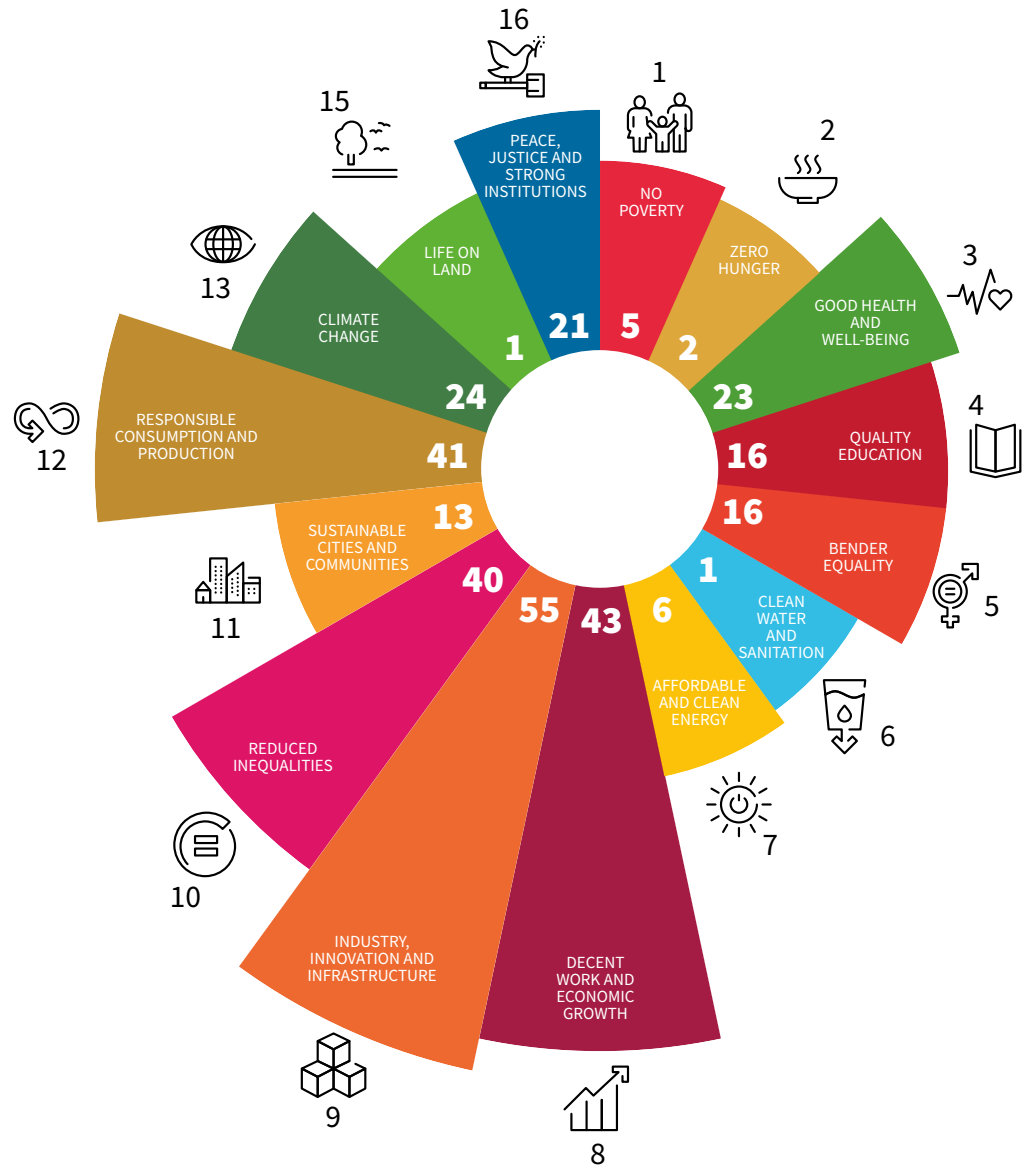 16
PEACE,
JUSTICE AND
STRONG
INSTITUTIONS
21
1
NO
POVERTY
5
2
ZERO
HUNGER
2
3
GOOD HEALTH
AND
WELL-BEING
23
4
QUALITY
EDUCATION
16
5
BENDER
EQUALITY
16
6
CLEAN
WATER
AND
SANITATION
1
7
AFFORDABLE
AND CLEAN
ENERGY
6
8
DECENT
WORK AND
ECONOMIC
GROWTH
43
9
INDUSTRY,
INNOVATION AND
INFRASTRUCTURE
55
10
REDUCED
INEQUALITIES
40
11
SUSTAINABLE
CITIES AND
COMMUNITIES
13
12
RESPONSIBLE
CONSUMPTION AND
PRODUCTION
41
13
CLIMATE
CHANGE
24
15
LIFE ON
LAND
1